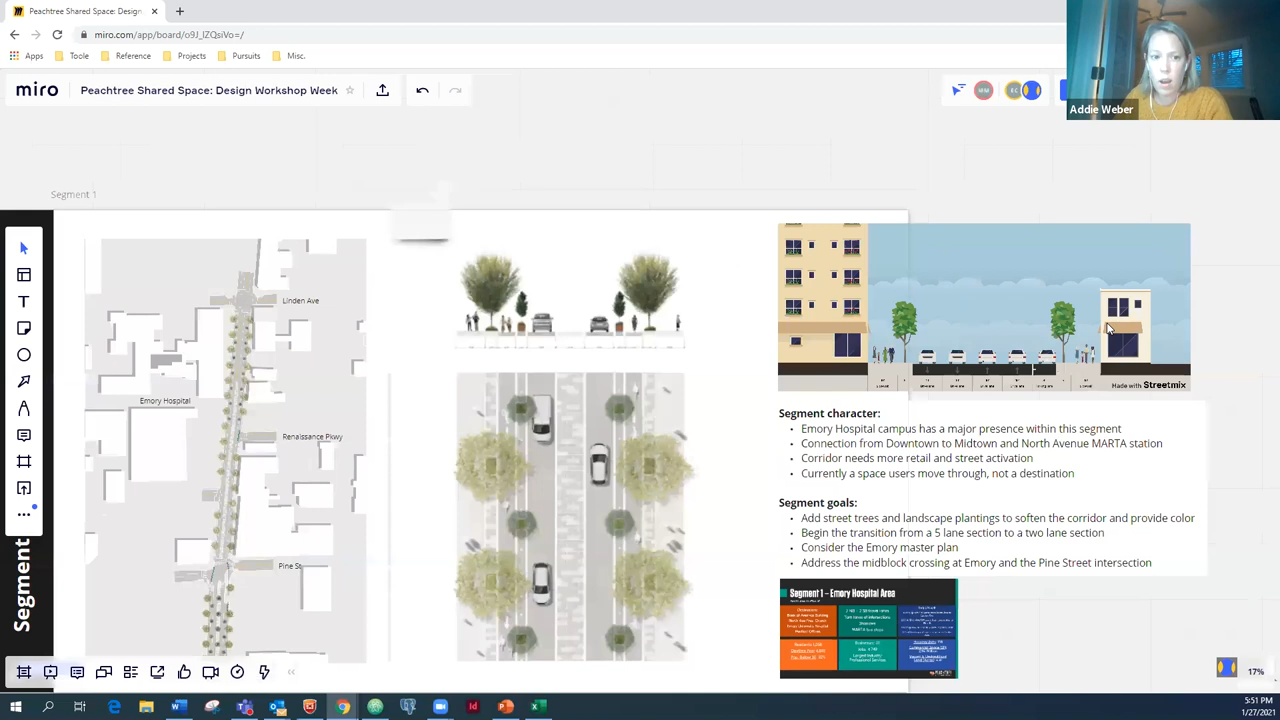 Peachtree Shared Space: Design
miro.com/app/board/o9J_lZQsiVo=/
Apps
Toole
Reference
Projects
Pursuits
Misc.
miro
Peachtree Shared Space: Design Workshop Week
Addie Weber
Segment 1
Linden Ave
Emory Hospital
Renaissance Pkwy
Pine St
Segment
Made with Streetmix
Segment character:
Emory Hospital campus has a major presence within this segment
Connection from Downtown to Midtown and North Avenue MARTA station
Corridor needs more retail and street activation
Currently a space users move through, not a destination
Segment goals:
Add street trees and landscape plantings to soften the corridor and provide color
Begin the transition from a 5 lane section to a two lane section
Consider the Emory master plan
Address the midblock crossing at Emory and the Pine Street intersection
Segment 1 – Emory Hospital Area
17%
5:51 PM
1/27/2021